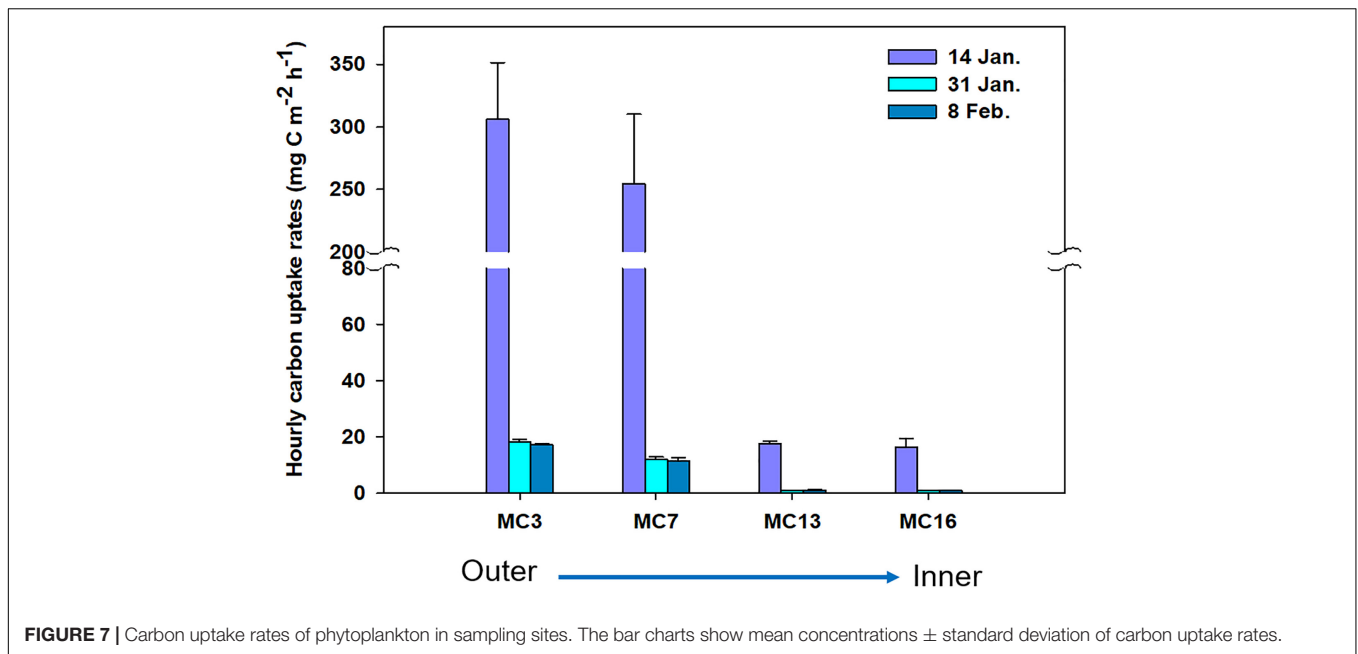 Hourly carbon uptake rates (mg C m⁻² h⁻¹)
350
300
250
200
80
60
40
20
0
14 Jan.
31 Jan.
8 Feb.
MC3 MC7 MC13 MC16
Outer Inner
FIGURE 7 | Carbon uptake rates of phytoplankton in sampling sites. The bar charts show mean concentrations ± standard deviation of carbon uptake rates.